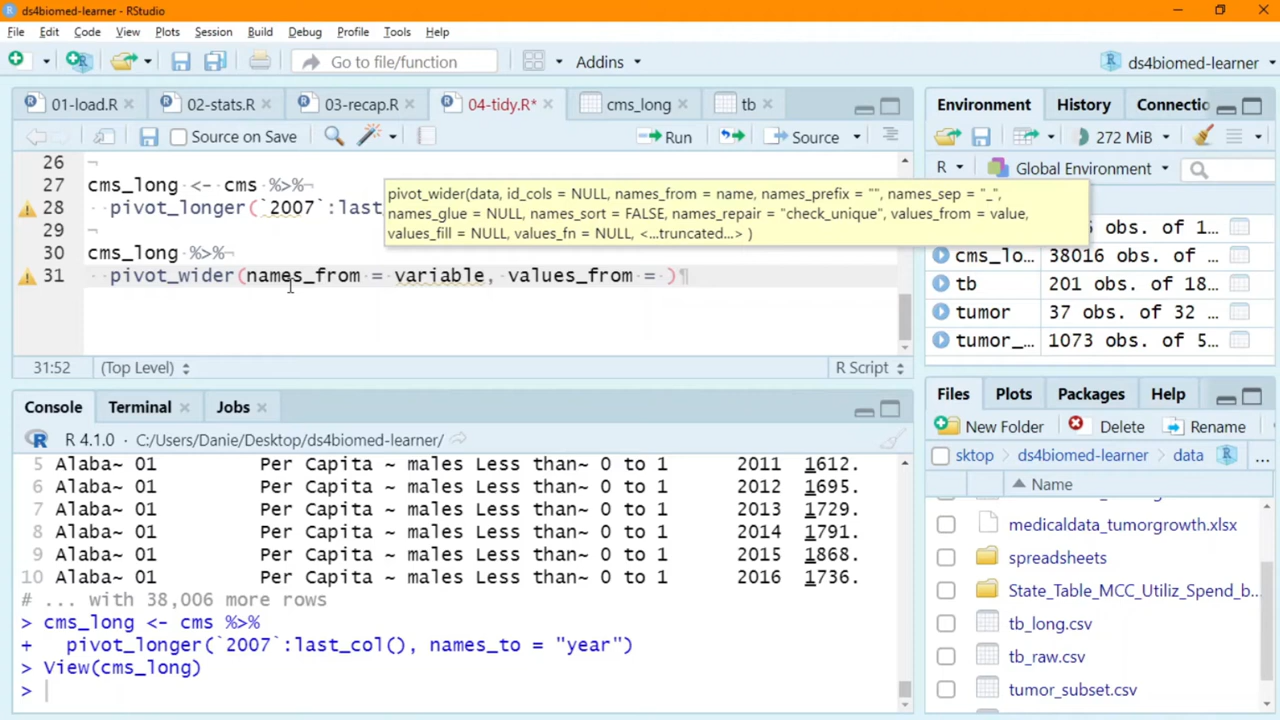 ds4biomed-learner - RStudio
File Edit Code View Plots Session Build Debug Profile Tools Help
Go to file/function Addins ds4biomed-learner
01-load.R 02-stats.R 03-recap.R 04-tidy.R* cms_long tb
Source on Save Run Source
26 ¬
27 cms_long <- cms %>%¬
28 pivot_longer(`2007`:last
29 ¬
30 cms_long %>%¬
31 pivot_wider(names_from = variable, values_from = )¶
pivot_wider(data, id_cols = NULL, names_from = name, names_prefix = "", names_sep = "_",
names_glue = NULL, names_sort = FALSE, names_repair = "check_unique", values_from = value,
values_fill = NULL, values_fn = NULL, <...truncated...> )
31:52 (Top Level) R Script
Console Terminal Jobs
R 4.1.0 · C:/Users/Danie/Desktop/ds4biomed-learner/
5 Alaba~ 01 Per Capita ~ males Less than~ 0 to 1 2011 1612.
6 Alaba~ 01 Per Capita ~ males Less than~ 0 to 1 2012 1695.
7 Alaba~ 01 Per Capita ~ males Less than~ 0 to 1 2013 1729.
8 Alaba~ 01 Per Capita ~ males Less than~ 0 to 1 2014 1791.
9 Alaba~ 01 Per Capita ~ males Less than~ 0 to 1 2015 1868.
10 Alaba~ 01 Per Capita ~ males Less than~ 0 to 1 2016 1736.
# ... with 38,006 more rows
> cms_long <- cms %>%
+ pivot_longer(`2007`:last_col(), names_to = "year")
> View(cms_long)
>
Environment History Connectio
272 MiB
R Global Environment
s. of 1...
cms_lo... 38016 obs. o...
tb 201 obs. of 18...
tumor 37 obs. of 32 ...
tumor_... 1073 obs. of 5...
Files Plots Packages Help
New Folder Delete Rename
sktop ds4biomed-learner data ...
Name
medicaldata_tumorgrowth.xlsx
spreadsheets
State_Table_MCC_Utiliz_Spend_b...
tb_long.csv
tb_raw.csv
tumor_subset.csv